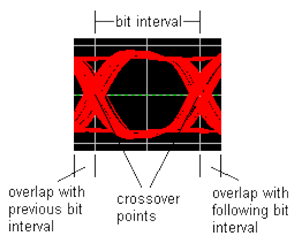 bit interval
overlap with
previous bit
interval
crossover
points
overlap with
following bit
interval